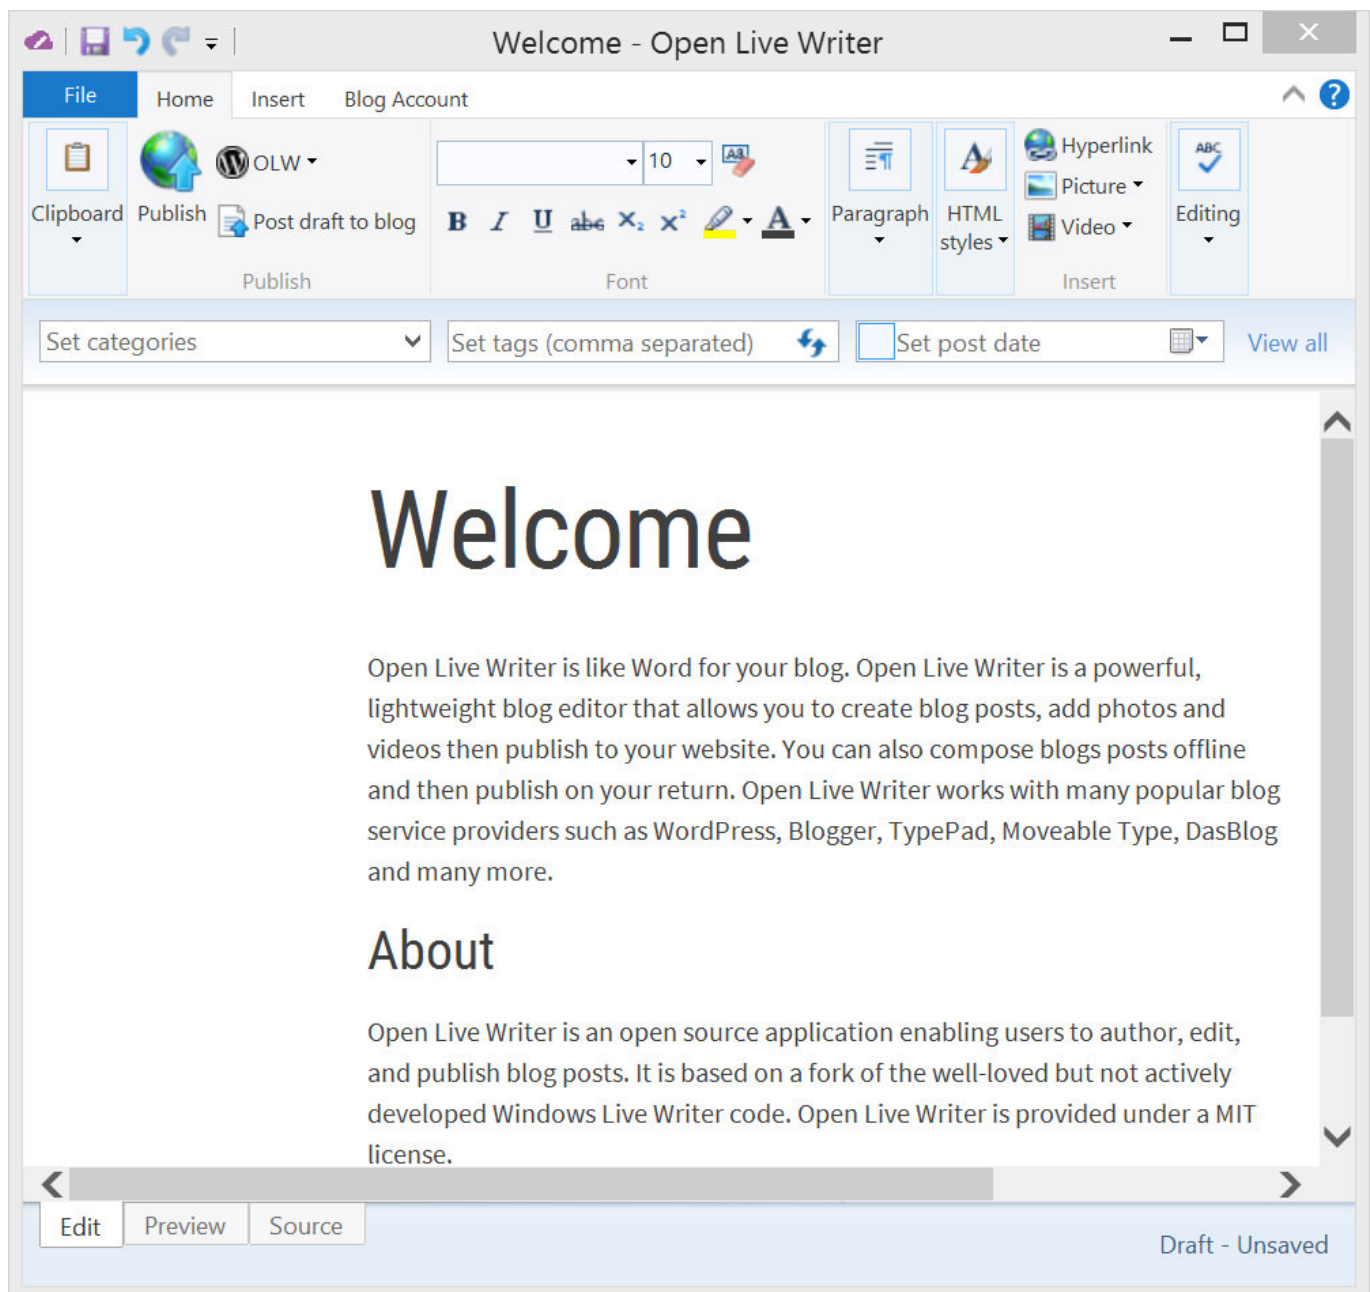 Welcome - Open Live Writer
File Home Insert Blog Account
Clipboard
Publish
OLW
Post draft to blog
Publish
10
B I U abc X₂ X² A
Font
Paragraph
HTML styles
Hyperlink
Picture
Video
Insert
ABC
Editing
Set categories
Set tags (comma separated)
Set post date
View all
Welcome
Open Live Writer is like Word for your blog. Open Live Writer is a powerful,
lightweight blog editor that allows you to create blog posts, add photos and
videos then publish to your website. You can also compose blogs posts offline
and then publish on your return. Open Live Writer works with many popular blog
service providers such as WordPress, Blogger, TypePad, Moveable Type, DasBlog
and many more.
About
Open Live Writer is an open source application enabling users to author, edit,
and publish blog posts. It is based on a fork of the well-loved but not actively
developed Windows Live Writer code. Open Live Writer is provided under a MIT
license.
Edit Preview Source
Draft - Unsaved